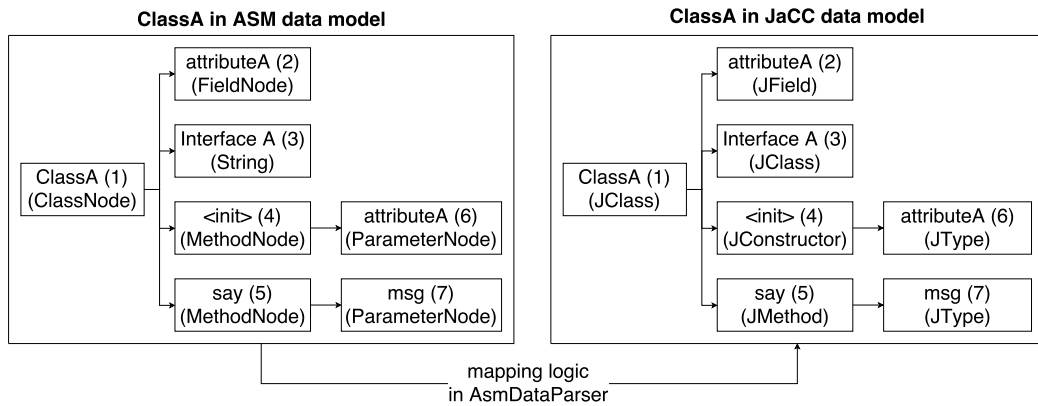 ClassA in ASM data model
attributeA (2)
(FieldNode)
Interface A (3)
(String)
ClassA (1)
(ClassNode)
<init> (4)
(MethodNode)
attributeA (6)
(ParameterNode)
say (5)
(MethodNode)
msg (7)
(ParameterNode)
ClassA in JaCC data model
attributeA (2)
(JField)
Interface A (3)
(JClass)
ClassA (1)
(JClass)
<init> (4)
(JConstructor)
attributeA (6)
(JType)
say (5)
(JMethod)
msg (7)
(JType)
mapping logic
in AsmDataParser